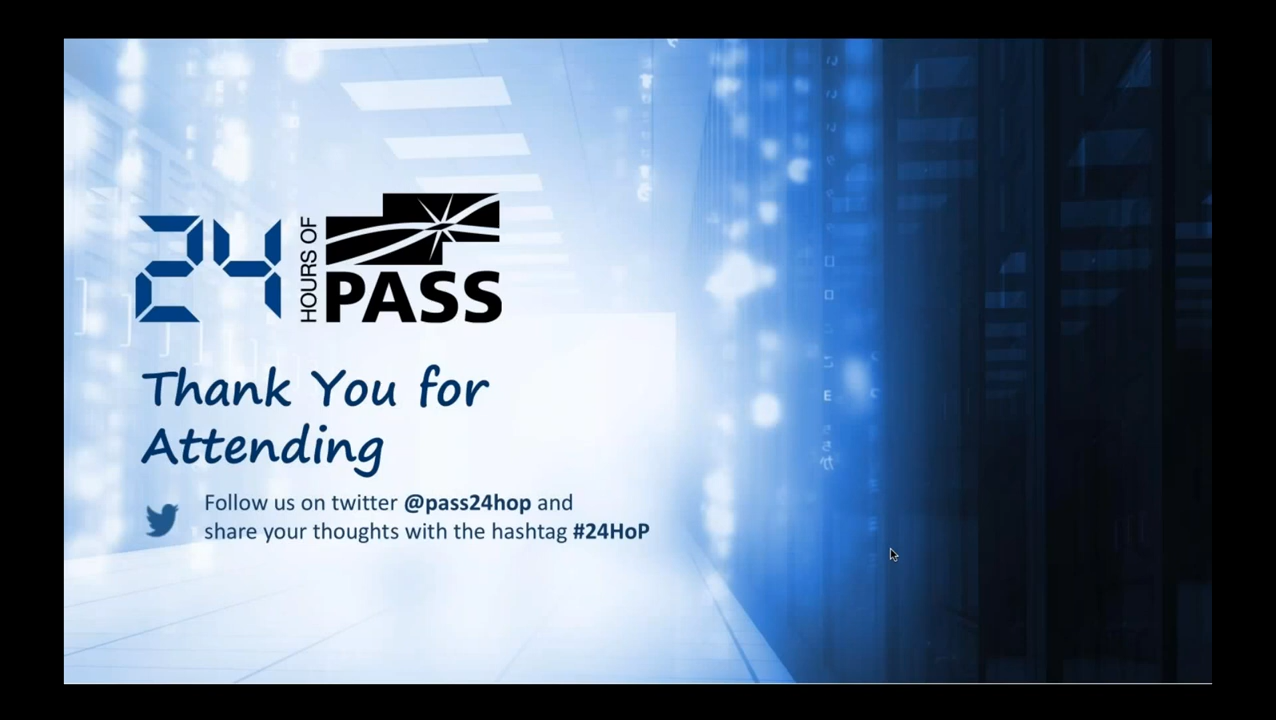 24 HOURS OF PASS
Thank You for
Attending
Follow us on twitter @pass24hop and
share your thoughts with the hashtag #24HoP